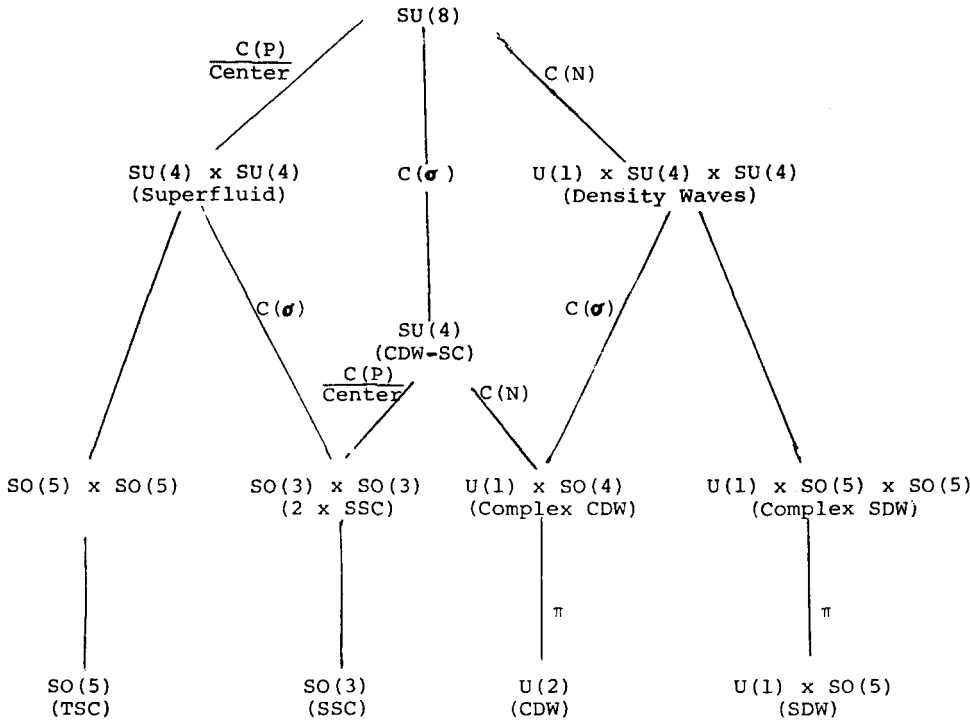 SU(8)
C(P)
Center
C(N)
SU(4) x SU(4)
(Superfluid)
C(σ)
U(1) x SU(4) x SU(4)
(Density Waves)
C(σ)
C(σ)
SU(4)
(CDW-SC)
C(P)
Center
C(N)
SO(5) x SO(5)
SO(3) x SO(3)
(2 x SSC)
U(1) x SO(4)
(Complex CDW)
U(1) x SO(5) x SO(5)
(Complex SDW)
π
π
SO(5)
(TSC)
SO(3)
(SSC)
U(2)
(CDW)
U(1) x SO(5)
(SDW)